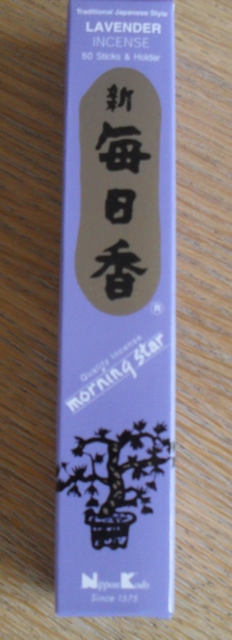 Traditional Japanese Style
LAVENDER
INCENSE
50 Sticks & Holder
新
毎
日
香
®
Quality Incense
morning star
Nippon Kodo
Since 1575